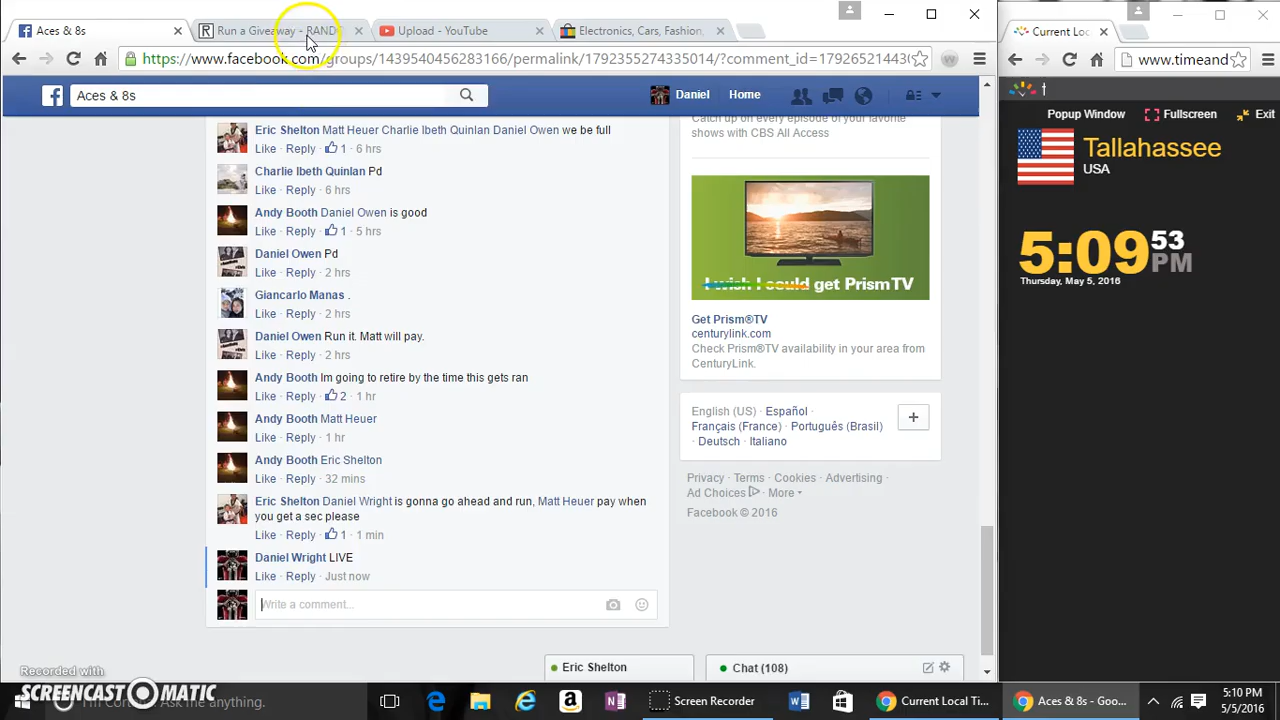 Aces & 8s
Run a Giveaway - RANDO
Upload - YouTube
Electronics, Cars, Fashion,
Current Loc
https://www.facebook.com/groups/1439540456283166/permalink/1792355274335014/?comment_id=17926521443
www.timeand
Aces & 8s
Daniel
Home
Popup Window
Fullscreen
Exit
Tallahassee
USA
5:09 53
PM
Thursday, May 5, 2016
Eric Shelton Matt Heuer Charlie Ibeth Quinlan Daniel Owen we be full
Like · Reply · 1 · 6 hrs
Charlie Ibeth Quinlan Pd
Like · Reply · 6 hrs
Andy Booth Daniel Owen is good
Like · Reply · 1 · 5 hrs
Daniel Owen Pd
Like · Reply · 2 hrs
Giancarlo Manas .
Like · Reply · 2 hrs
Daniel Owen Run it. Matt will pay.
Like · Reply · 2 hrs
Andy Booth Im going to retire by the time this gets ran
Like · Reply · 2 · 1 hr
Andy Booth Matt Heuer
Like · Reply · 1 hr
Andy Booth Eric Shelton
Like · Reply · 32 mins
Eric Shelton Daniel Wright is gonna go ahead and run, Matt Heuer pay when
you get a sec please
Like · Reply · 1 · 1 min
Daniel Wright LIVE
Like · Reply · Just now
Write a comment...
Catch up on every episode of your favorite
shows with CBS All Access
I wish I could get PrismTV
Get Prism®TV
centurylink.com
Check Prism®TV availability in your area from
CenturyLink.
English (US) · Español ·
Français (France) · Português (Brasil)
· Deutsch · Italiano
Privacy · Terms · Cookies · Advertising ·
Ad Choices · More
Facebook © 2016
Eric Shelton
Chat (108)
Recorded with
SCREENCAST-O-MATIC
I'm Cortana. Ask me anything.
Screen Recorder
Current Local Ti...
Aces & 8s - Goo...
5:10 PM
5/5/2016